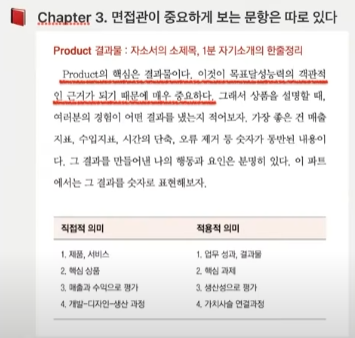 Chapter 3. 면접관이 중요하게 보는 문항은 따로 있다
Product 결과물 : 자소서의 소제목, 1분 자기소개의 한줄정리
Product의 핵심은 결과물이다. 이것이 목표달성능력의 객관적
인 근거가 되기 때문에 매우 중요하다. 그래서 상품을 설명할 때,
여러분의 경험이 어떤 결과를 냈는지 적어보자. 가장 좋은 건 매출
지표, 수입지표, 시간의 단축, 오류 제거 등 숫자가 동반된 내용이
다. 그 결과를 만들어낸 나의 행동과 요인은 분명히 있다. 이 파트
에서는 그 결과를 숫자로 표현해보자.
직접적 의미 적용적 의미
1. 제품, 서비스 1. 업무 성과, 결과물
2. 핵심 상품 2. 핵심 과제
3. 매출과 수익으로 평가 3. 생산성으로 평가
4. 개발-디자인-생산 과정 4. 가치사슬 연결과정